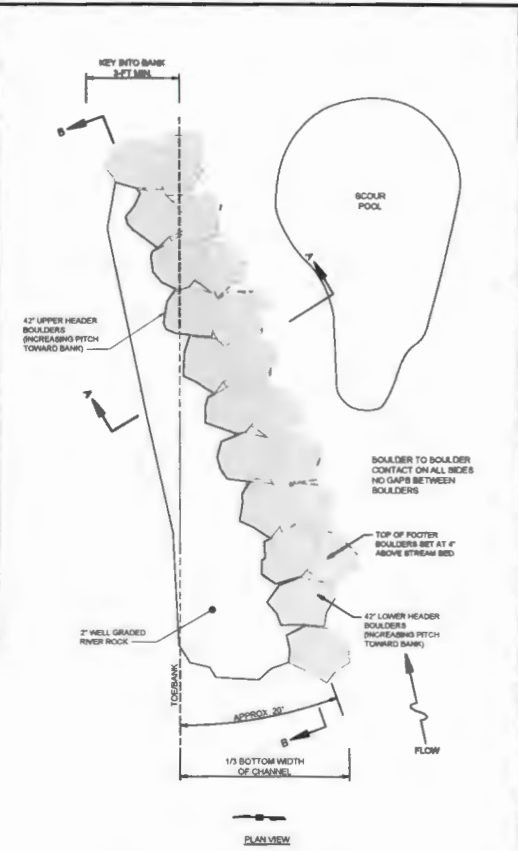 KEY INTO BANK
3-FT MIN.
B
SCOUR
POOL
A
42" UPPER HEADER
BOULDERS
(INCREASING PITCH
TOWARD BANK)
A
BOULDER TO BOULDER
CONTACT ON ALL SIDES
NO GAPS BETWEEN
BOULDERS
TOP OF FOOTER
BOULDERS SET AT 4"
ABOVE STREAM BED
42" LOWER HEADER
BOULDERS
(INCREASING PITCH
TOWARD BANK)
2" WELL GRADED
RIVER ROCK
TOE/BANK
APPROX. 20°
B
FLOW
1/3 BOTTOM WIDTH
OF CHANNEL
PLAN VIEW